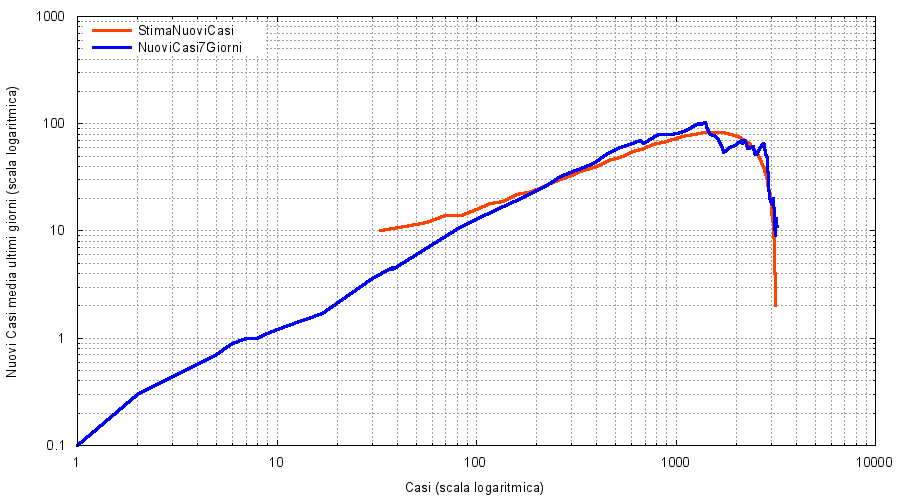 1000
StimaNuoviCasi
NuoviCasi7Giorni
100
10
1
0.1
Nuovi Casi media ultimi giorni (scala logaritmica)
1
10
100
1000
10000
Casi (scala logaritmica)